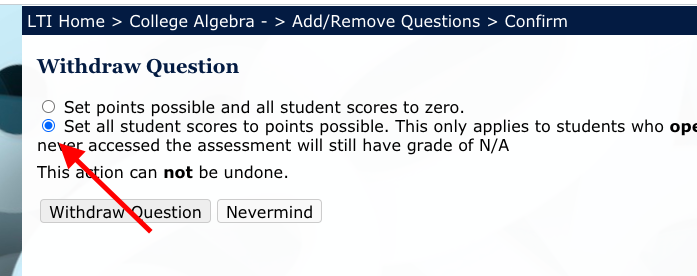 LTI Home > College Algebra - > Add/Remove Questions > Confirm
Withdraw Question
Set points possible and all student scores to zero.
Set all student scores to points possible. This only applies to students who ope
never accessed the assessment will still have grade of N/A
This action can not be undone.
Withdraw Question Nevermind